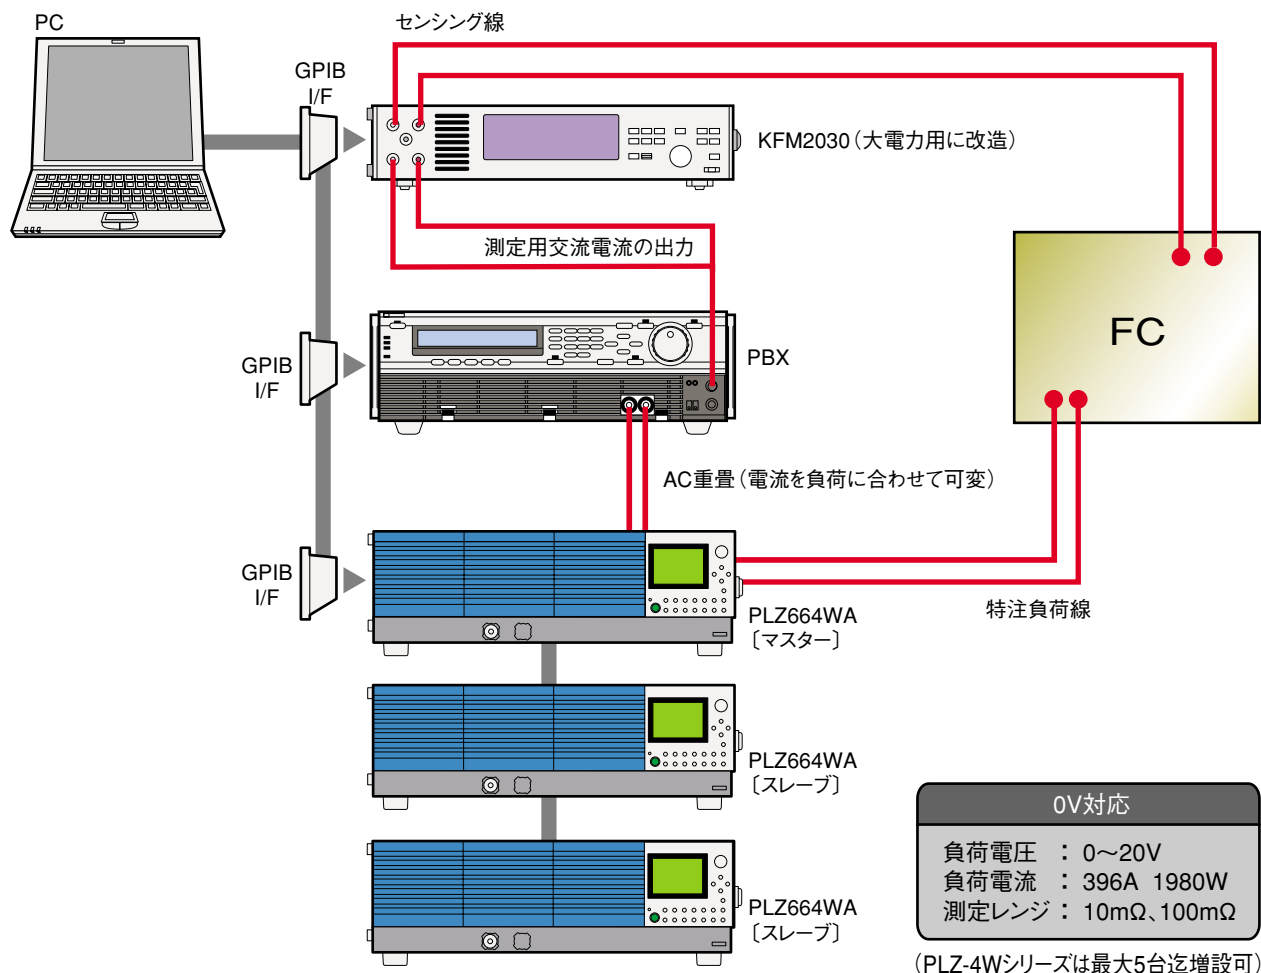 PC
センシング線
GPIB
I/F
KFM2030（大電力用に改造）
測定用交流電流の出力
FC
GPIB
I/F
PBX
AC重畳（電流を負荷に合わせて可変）
GPIB
I/F
特注負荷線
PLZ664WA
〔マスター〕
PLZ664WA
〔スレーブ〕
PLZ664WA
〔スレーブ〕
0V対応
負荷電圧 ： 0～20V
負荷電流 ： 396A 1980W
測定レンジ： 10mΩ、100mΩ
（PLZ-4Wシリーズは最大5台迄増設可）